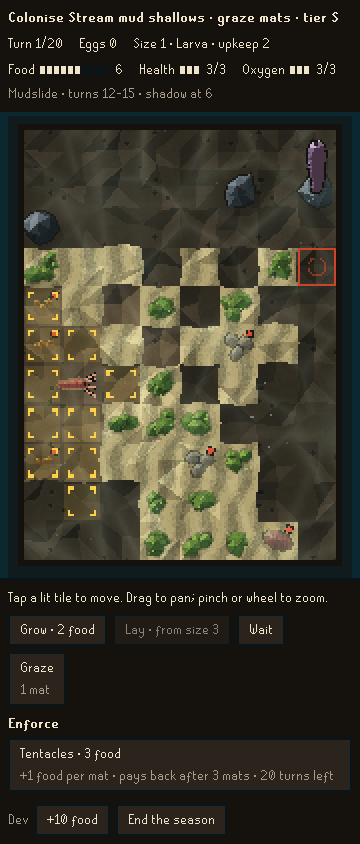 Colonise Stream mud shallows · graze mats · tier S
Turn 1/20 Eggs 0 Size 1 · Larva · upkeep 2
Food 6 Health 3/3 Oxygen 3/3
Mudslide · turns 12-15 · shadow at 6
Tap a lit tile to move. Drag to pan; pinch or wheel to zoom.
Grow · 2 food Lay · from size 3 Wait
Graze
1 mat
Enforce
Tentacles · 3 food
+1 food per mat · pays back after 3 mats · 20 turns left
Dev +10 food End the season